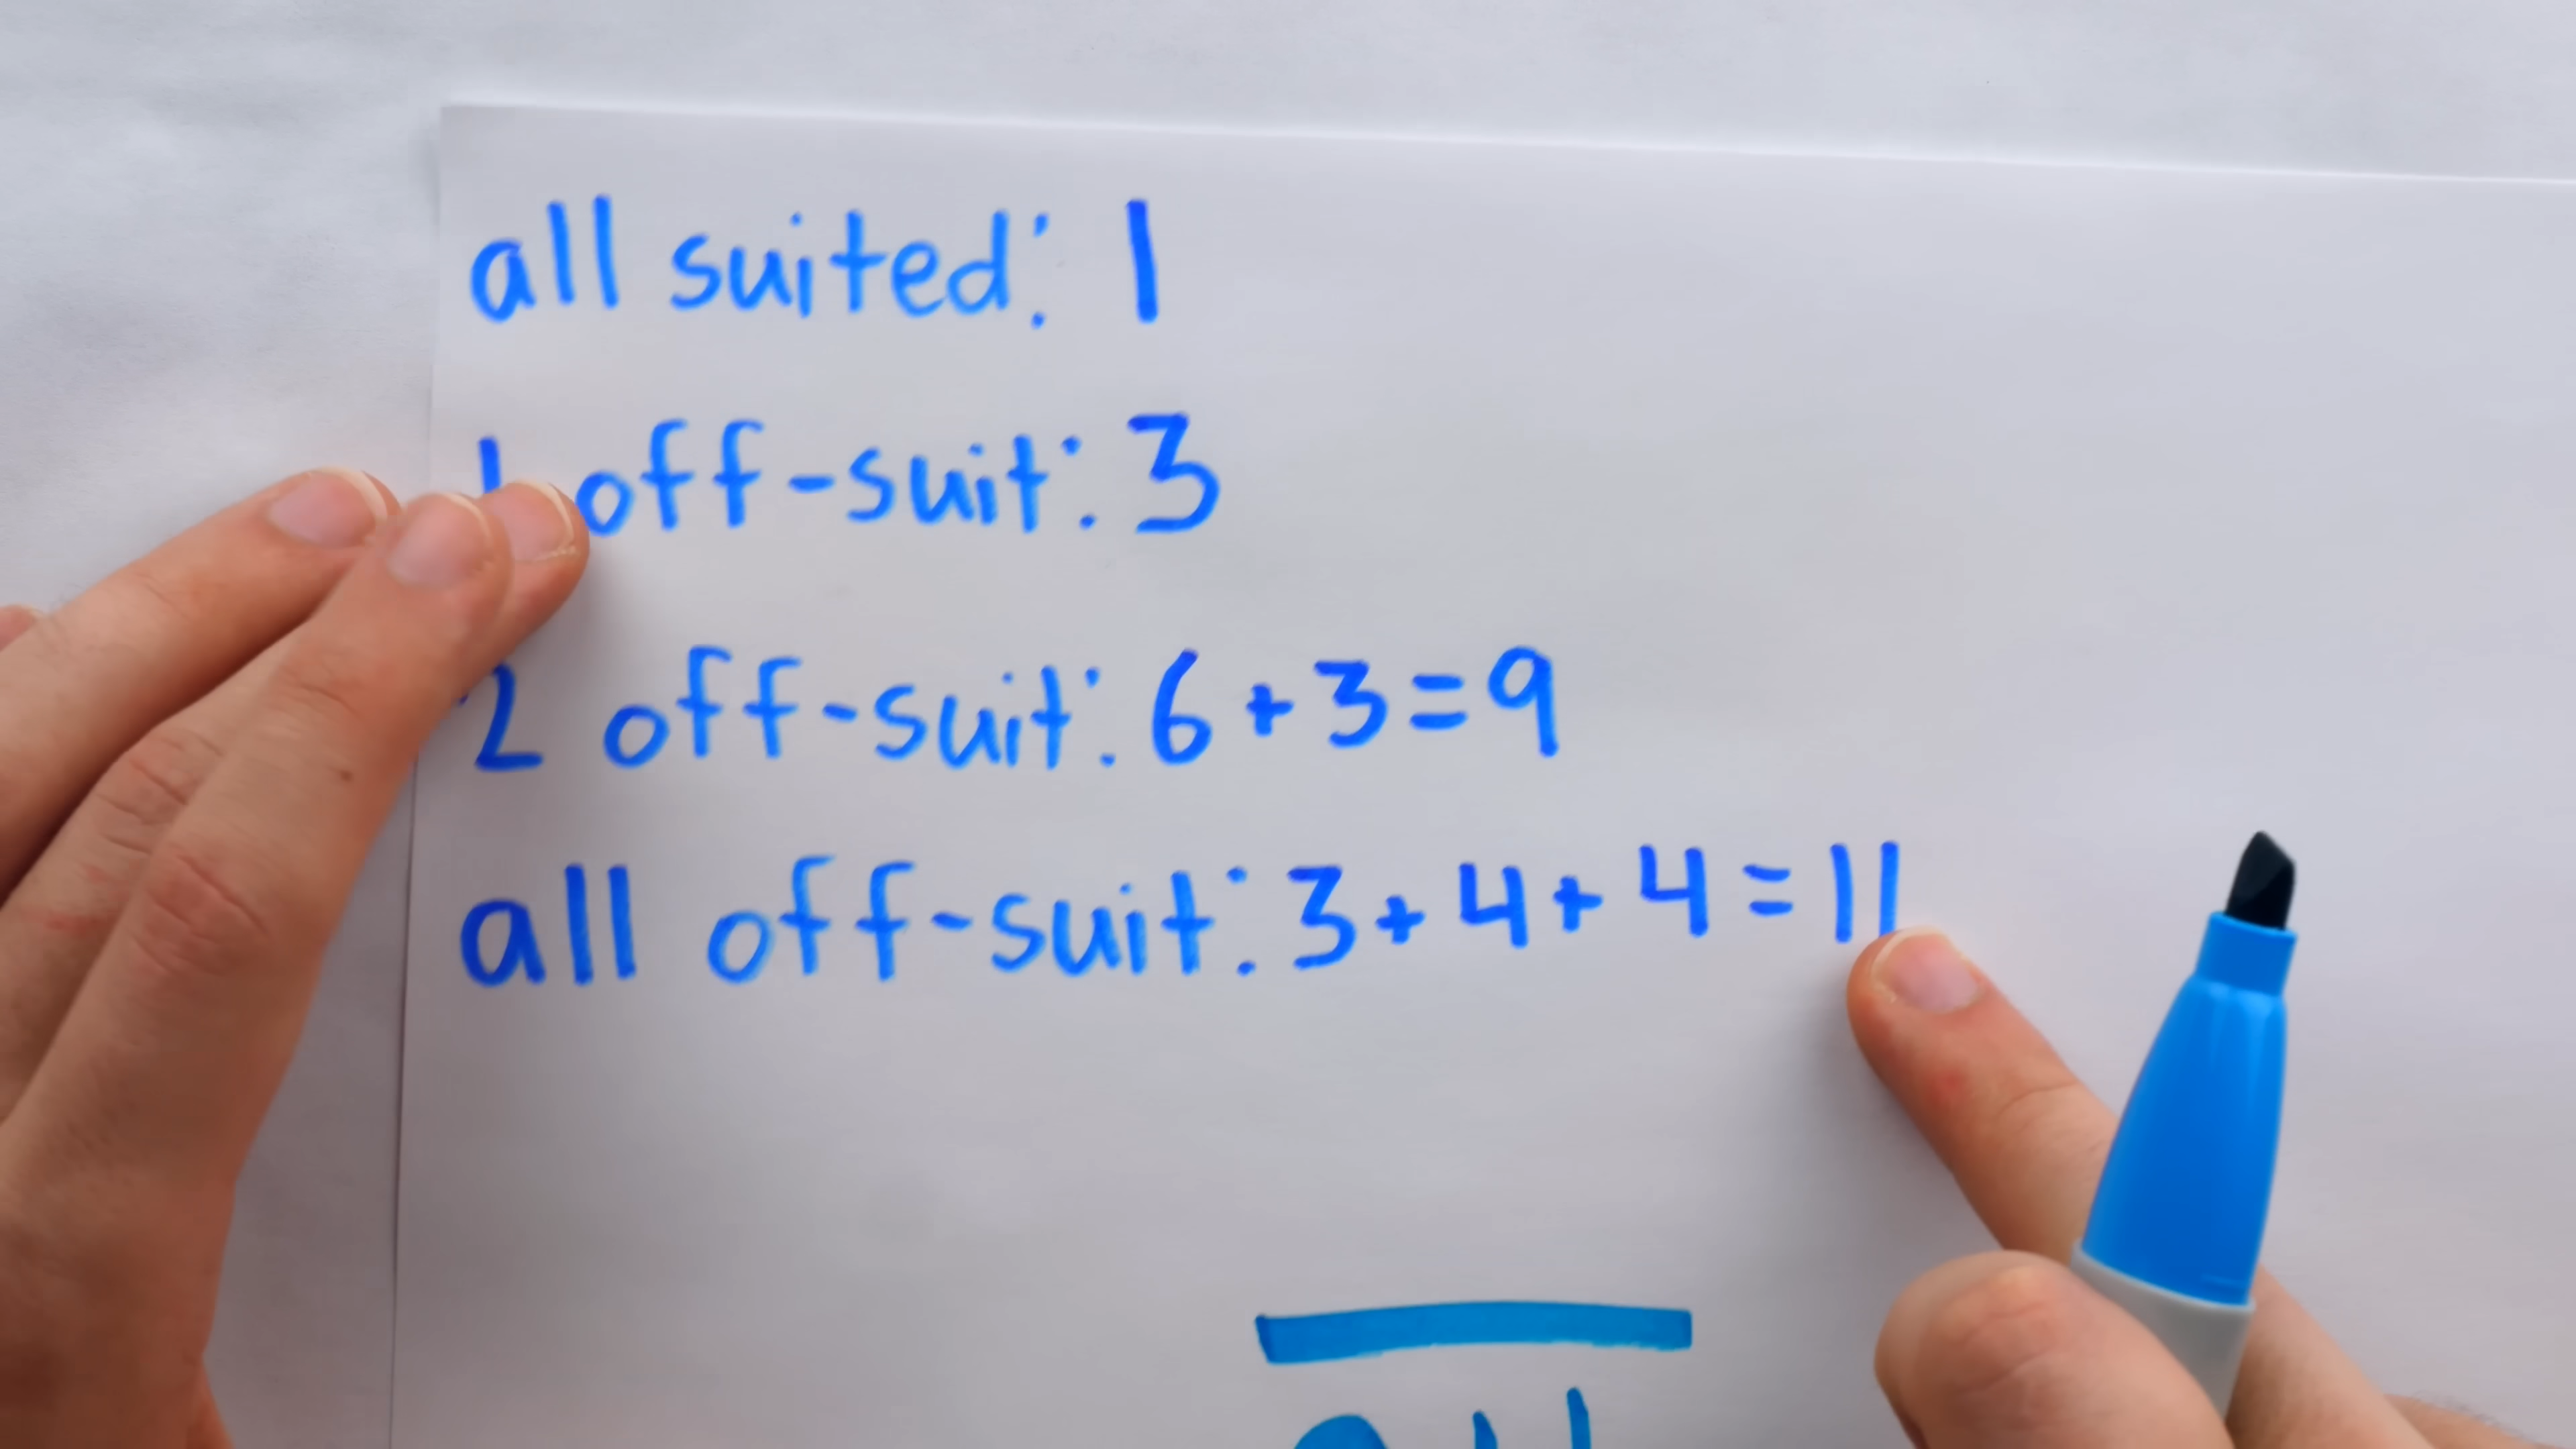 all suited: 1
1 off-suit: 3
2 off-suit: 6+3=9
all off-suit: 3+4+4=11